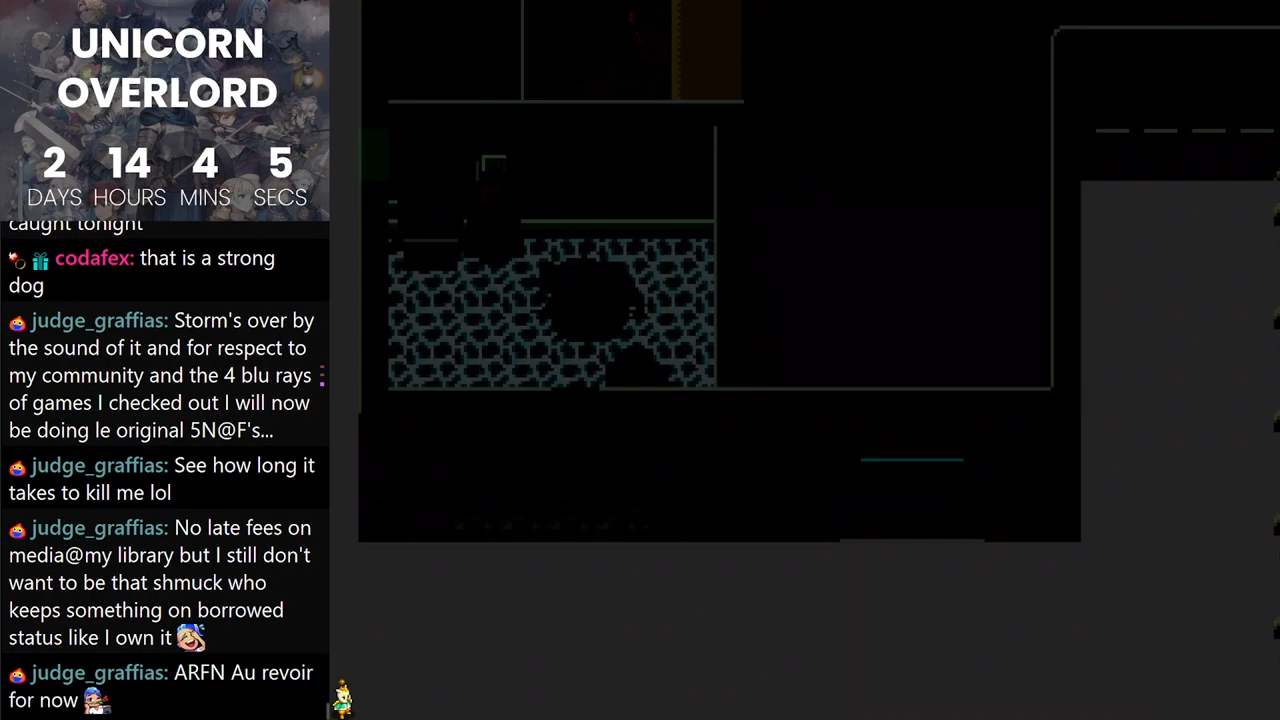 UNICORN
OVERLORD
2 14 4 5
DAYS HOURS MINS SECS
caught tonight
codafex: that is a strong
dog
judge_graffias: Storm's over by
the sound of it and for respect to
my community and the 4 blu rays
of games I checked out I will now
be doing le original 5N@F's...
judge_graffias: See how long it
takes to kill me lol
judge_graffias: No late fees on
media@my library but I still don't
want to be that shmuck who
keeps something on borrowed
status like I own it
judge_graffias: ARFN Au revoir
for now